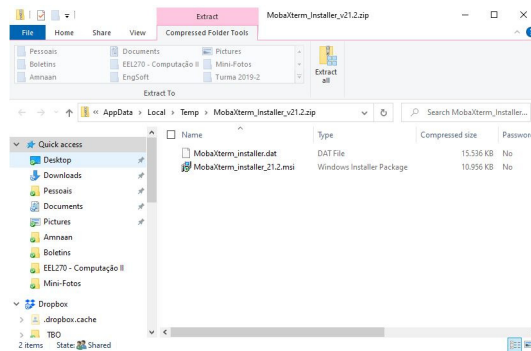 Extract
MobaXterm_Installer_v21.2.zip
File Home Share View Compressed Folder Tools
Pessoais Documents Pictures
Boletins EEL270 - Computação II Mini-Fotos
Amnaan EngSoft Turma 2019-2
Extract all
Extract To
« AppData > Local > Temp > MobaXterm_Installer_v21.2.zip
Search MobaXterm_Installer...
Name Type Compressed size Passwor
Quick access
Desktop
Downloads
Pessoais
Documents
Pictures
Amnaan
Boletins
EEL270 - Computação II
Mini-Fotos
Dropbox
.dropbox.cache
TBO
MobaXterm_installer.dat DAT File 15.536 KB No
MobaXterm_installer_21.2.msi Windows Installer Package 10.956 KB No
2 items State: Shared